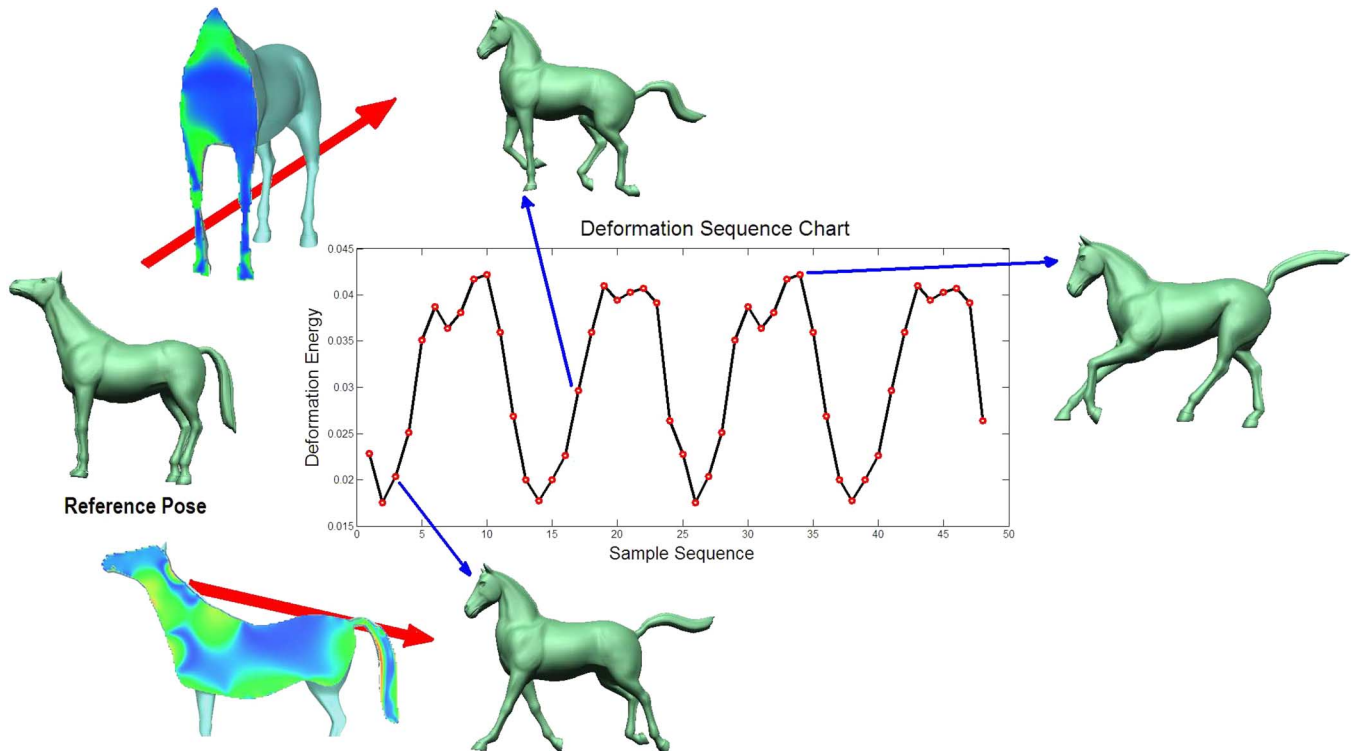 Deformation Sequence Chart
0.045
0.04
0.035
0.03
0.025
0.02
0.015
Deformation Energy
0 5 10 15 20 25 30 35 40 45 50
Sample Sequence
Reference Pose